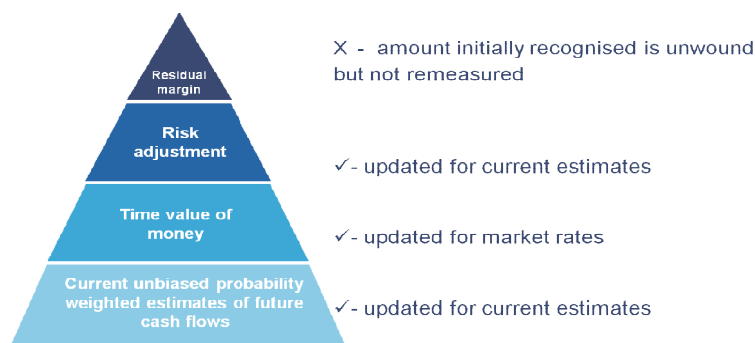 Residual
margin
X - amount initially recognised is unwound
but not remeasured
Risk
adjustment
✓- updated for current estimates
Time value of
money
✓- updated for market rates
Current unbiased probability
weighted estimates of future
cash flows
✓- updated for current estimates